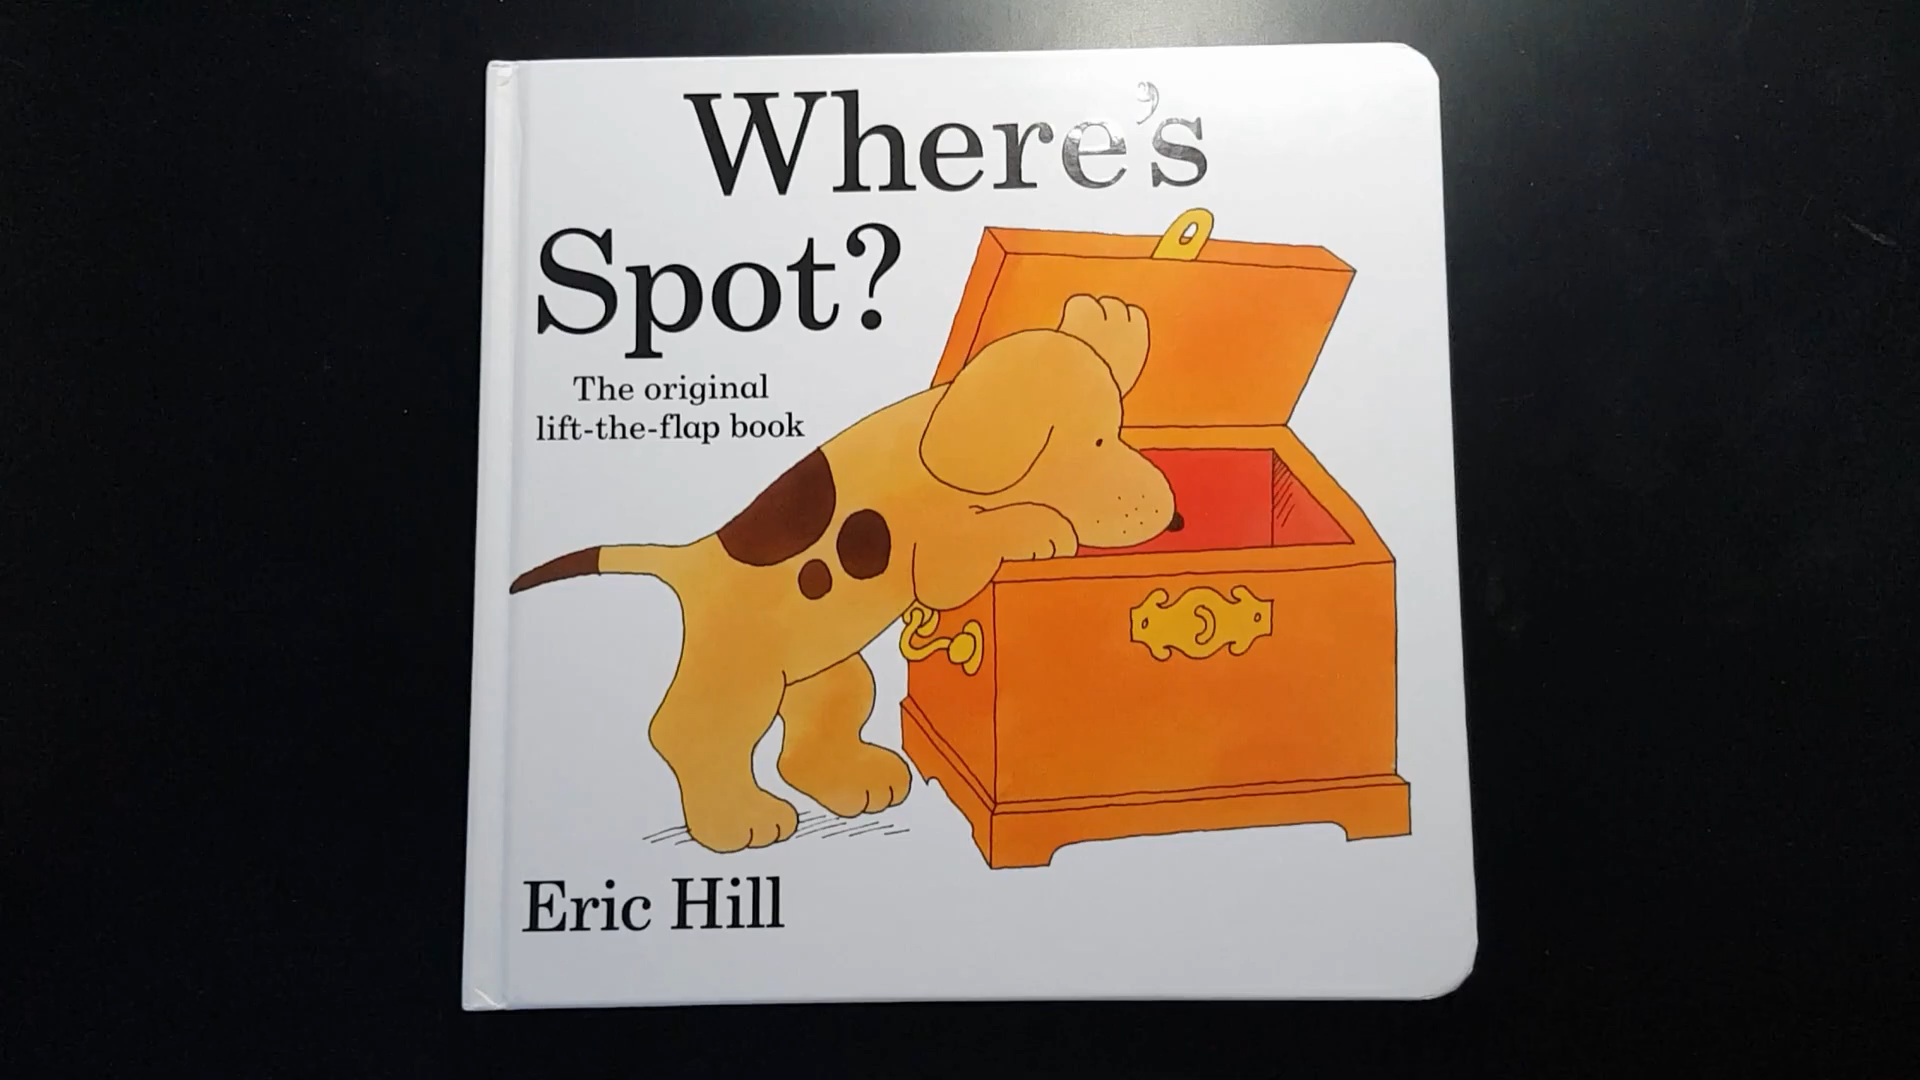 Where's
Spot?
The original
lift-the-flap book
Eric Hill